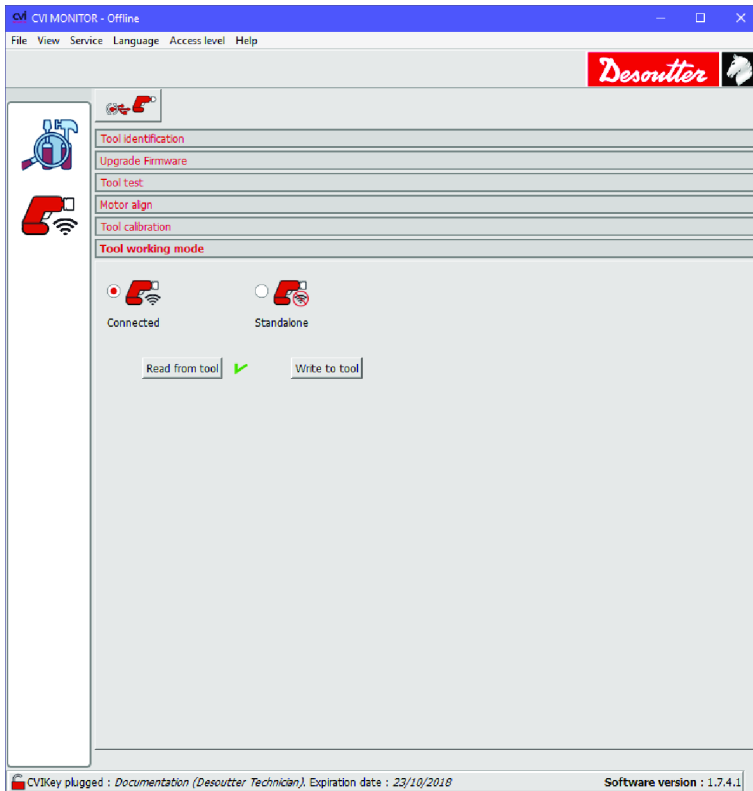 cvi CVI MONITOR - Offline
File View Service Language Access level Help
Desoutter
Tool identification
Upgrade Firmware
Tool test
Motor align
Tool calibration
Tool working mode
Connected Standalone
Read from tool Write to tool
CVIKey plugged : Documentation (Desoutter Technician). Expiration date : 23/10/2018 Software version : 1.7.4.1